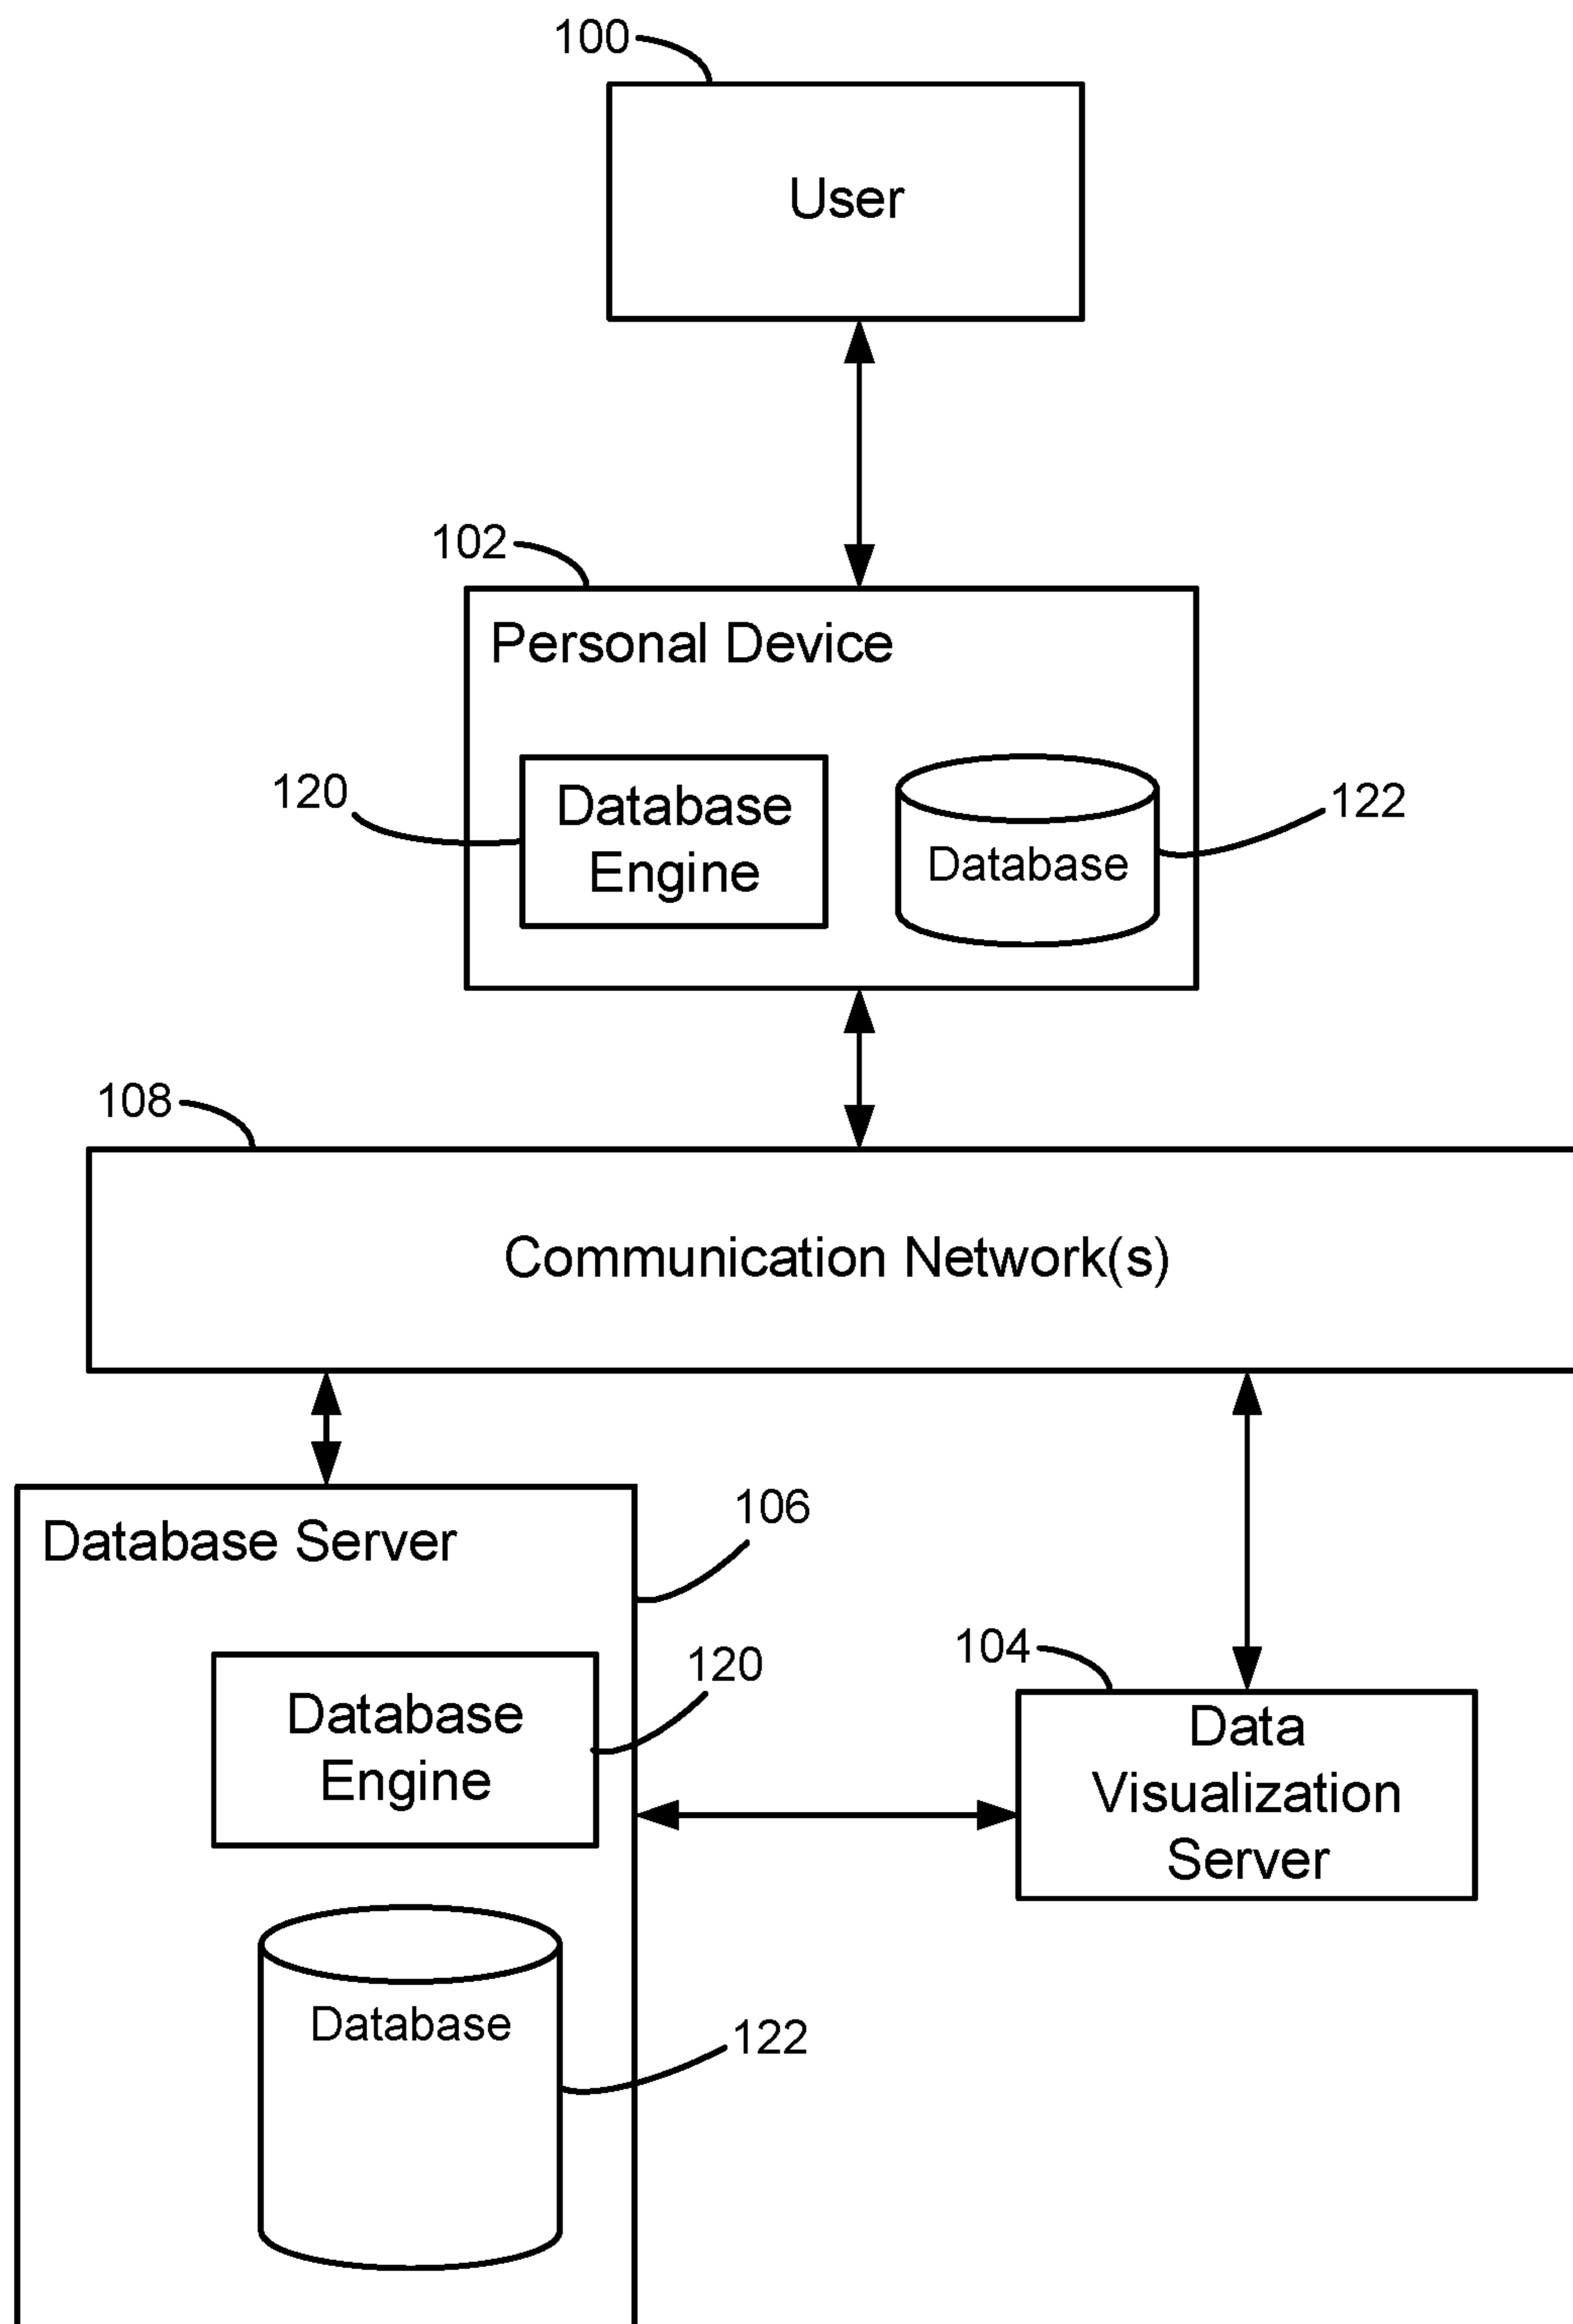 100
User
102
Personal Device
120
Database
Engine
Database
122
108
Communication Network(s)
Database Server
106
Database
Engine
120
104
Data
Visualization
Server
Database
122